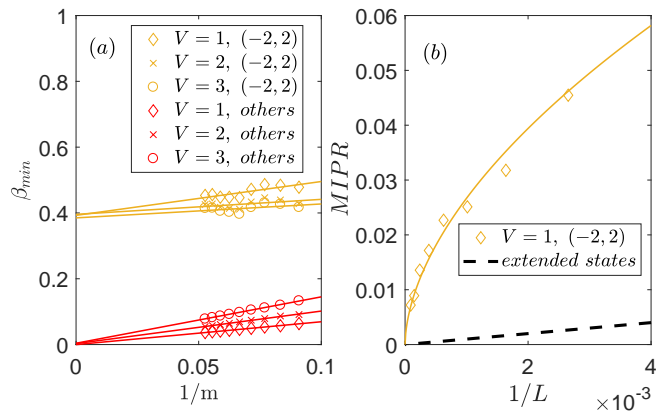 (a)
V = 1, (-2, 2)
V = 2, (-2, 2)
V = 3, (-2, 2)
V = 1, others
V = 2, others
V = 3, others
β_min
1
0.8
0.6
0.4
0.2
0
0
0.05
0.1
1/m
(b)
V = 1, (-2, 2)
extended states
MIPR
0.06
0.05
0.04
0.03
0.02
0.01
0
0
2
4
1/L
×10⁻³